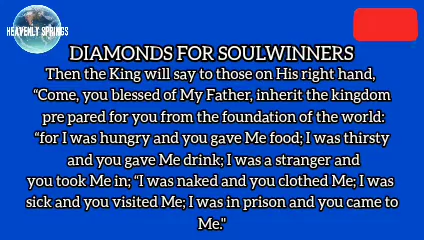 HEAVENLY SPRINGS
DIAMONDS FOR SOULWINNERS
Then the King will say to those on His right hand,
“Come, you blessed of My Father, inherit the kingdom
pre pared for you from the foundation of the world:
“for I was hungry and you gave Me food; I was thirsty
and you gave Me drink; I was a stranger and
you took Me in; “I was naked and you clothed Me; I was
sick and you visited Me; I was in prison and you came to
Me."